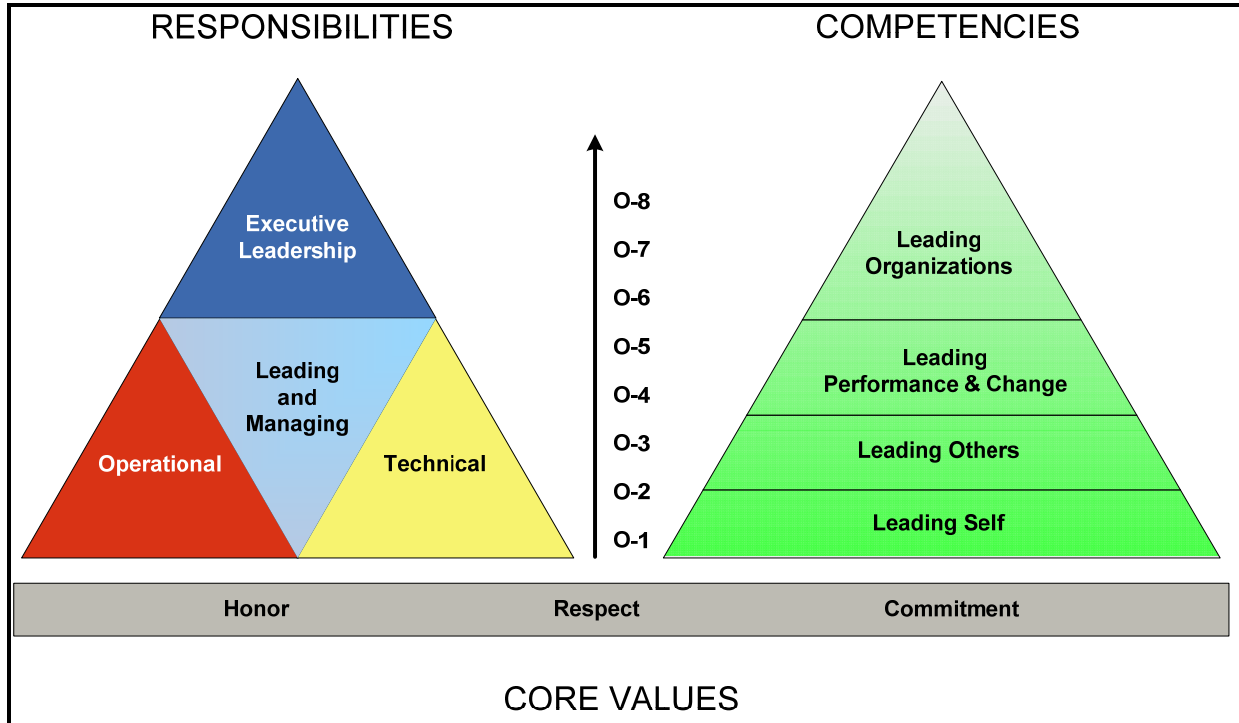 RESPONSIBILITIES
COMPETENCIES
Executive
Leadership
Leading
and
Managing
Operational
Technical
O-8
O-7
O-6
O-5
O-4
O-3
O-2
O-1
Leading
Organizations
Leading
Performance & Change
Leading Others
Leading Self
Honor
Respect
Commitment
CORE VALUES